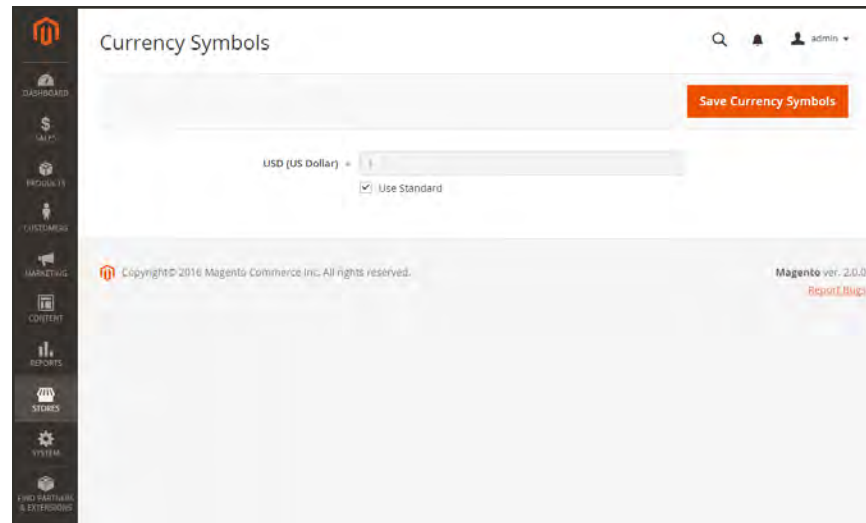 Currency Symbols
admin
DASHBOARD
$
SALES
PRODUCTS
CUSTOMERS
MARKETING
CONTENT
REPORTS
STORES
SYSTEM
FIND PARTNERS
& EXTENSIONS
Save Currency Symbols
USD (US Dollar)
Use Standard
Copyright© 2016 Magento Commerce Inc. All rights reserved.
Magento ver. 2.0.0
Report Bugs